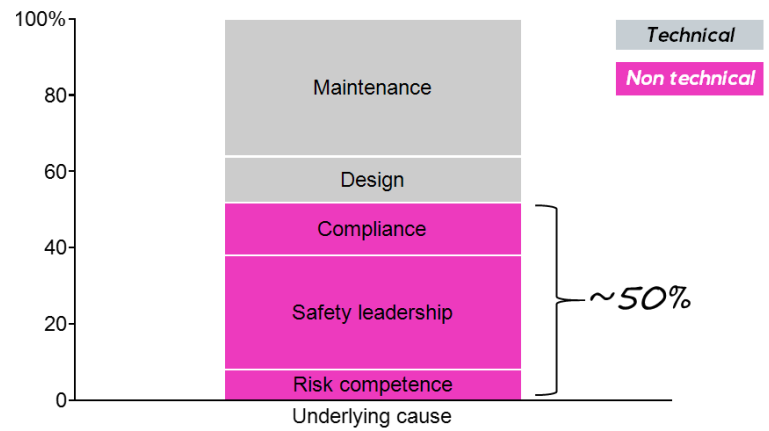 100%
80
60
40
20
0
Maintenance
Design
Compliance
Safety leadership
Risk competence
Underlying cause
~50%
Technical
Non technical